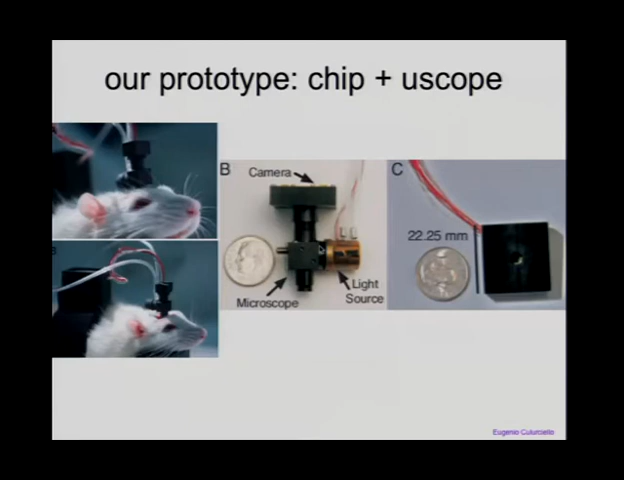 our prototype: chip + uscope
B
Camera
Microscope
Light
Source
C
22.25 mm
Eugenio Culurciello